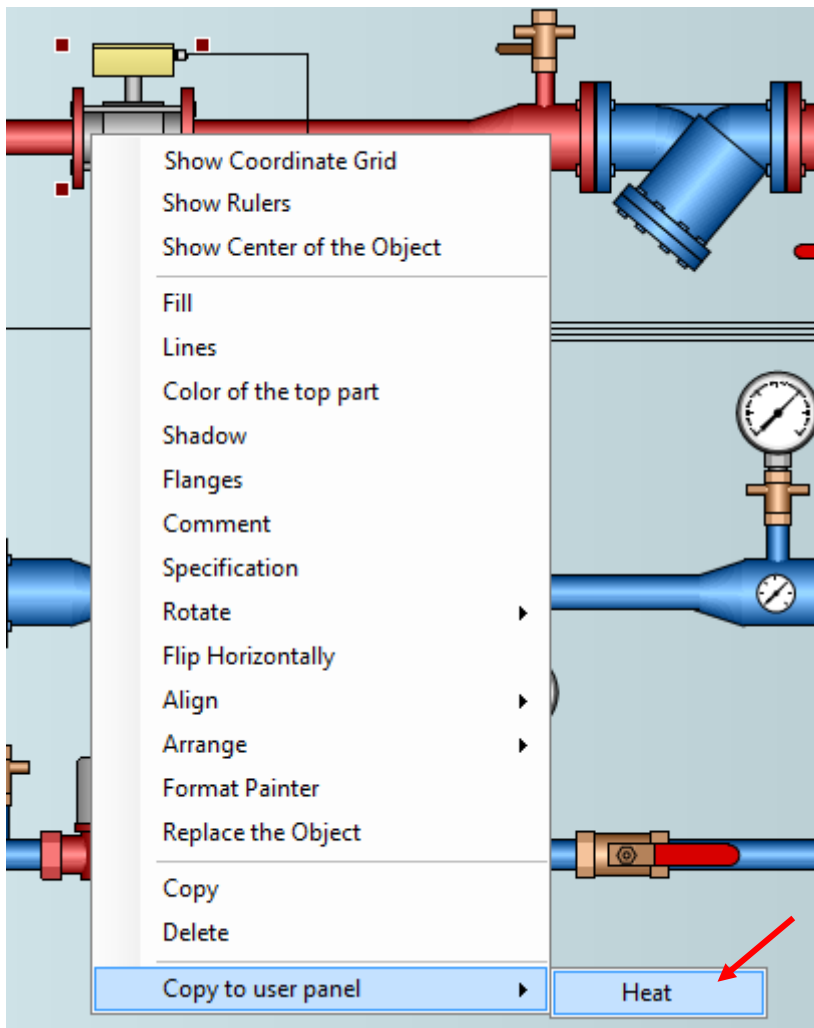 Show Coordinate Grid
Show Rulers
Show Center of the Object
Fill
Lines
Color of the top part
Shadow
Flanges
Comment
Specification
Rotate
Flip Horizontally
Align
Arrange
Format Painter
Replace the Object
Copy
Delete
Copy to user panel
Heat